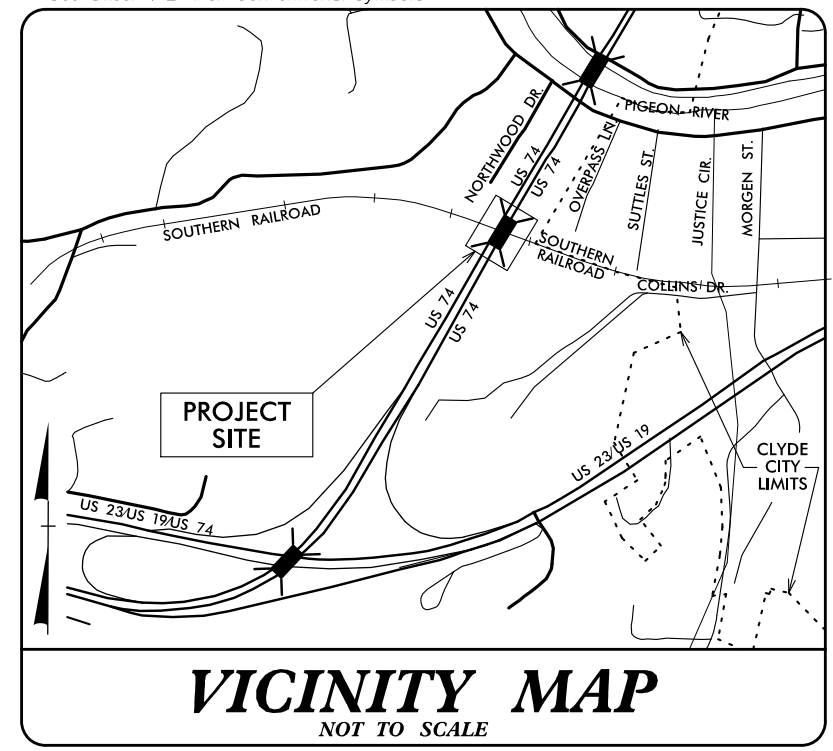 PIGEON RIVER
NORTHWOOD DR.
US 74
US 74
OVERPASS LN.
SUTTLES ST.
JUSTICE CIR.
MORGEN ST.
SOUTHERN RAILROAD
SOUTHERN
RAILROAD
COLLINS DR.
US 74
US 74
PROJECT
SITE
US 23/US 19
CLYDE
CITY
LIMITS
US 23/US 19/US 74
VICINITY MAP
NOT TO SCALE